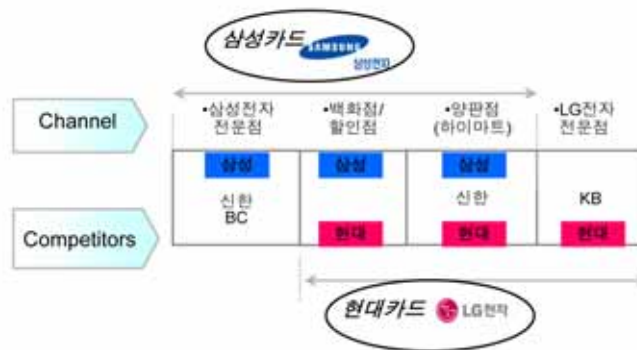 삼성카드 SAMSUNG
삼성전자
Channel
•삼성전자
전문점
•백화점/
할인점
•양판점
(하이마트)
•LG전자
전문점
Competitors
삼성
신한
BC
삼성
현대
삼성
신한
현대
KB
현대
현대카드 LG전자